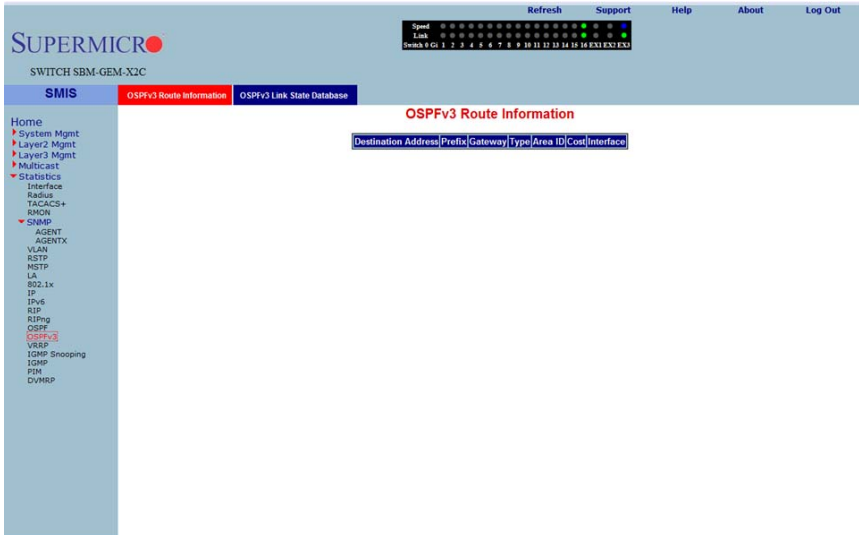 Refresh Support Help About Log Out
Speed
Link
Switch 0 Gi 1 2 3 4 5 6 7 8 9 10 11 12 13 14 15 16 EX1 EX2 EX3
SUPERMICRO
SWITCH SBM-GEM-X2C
SMIS
OSPFv3 Route Information OSPFv3 Link State Database
OSPFv3 Route Information
Destination Address Prefix Gateway Type Area ID Cost Interface
Home
System Mgmt
Layer2 Mgmt
Layer3 Mgmt
Multicast
Statistics
Interface
Radius
TACACS+
RMON
SNMP
AGENT
AGENTX
VLAN
RSTP
MSTP
LA
802.1x
IP
IPv6
RIP
RIPng
OSPF
OSPFv3
VRRP
IGMP Snooping
IGMP
PIM
DVMRP